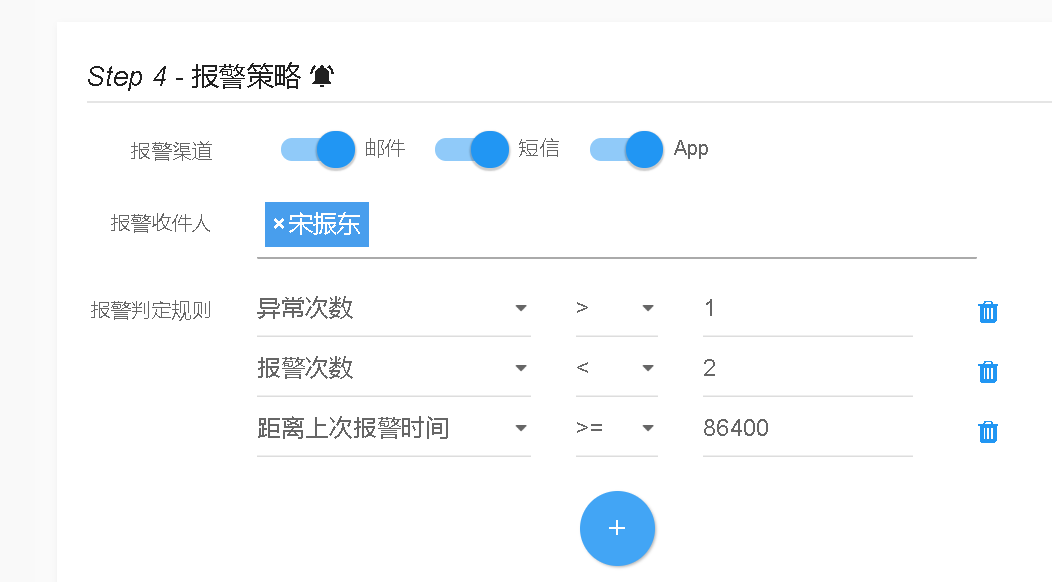 Step 4 - 报警策略
报警渠道 邮件 短信 App
报警收件人 ×宋振东
报警判定规则 异常次数 > 1
报警次数 < 2
距离上次报警时间 >= 86400
+